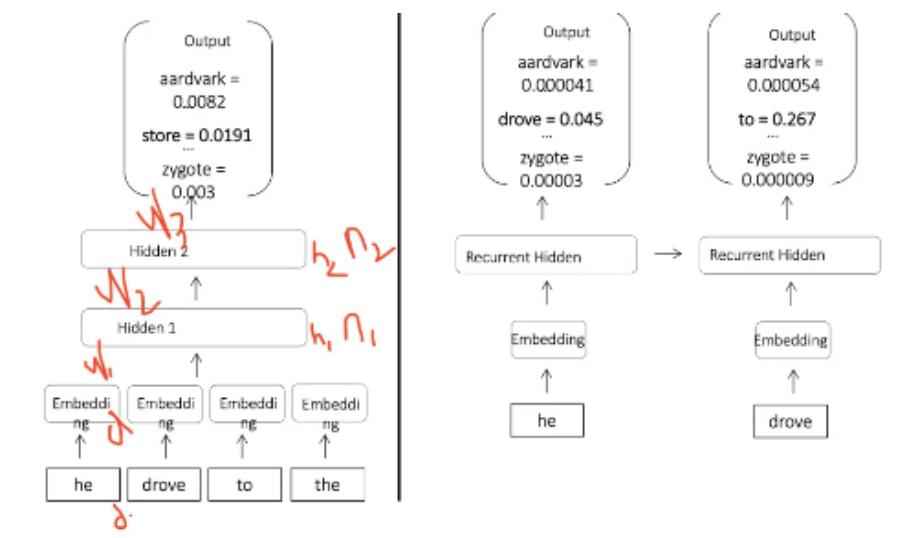 Output
aardvark =
0.0082
store = 0.0191
...
zygote =
0.003
W3
Hidden 2
h2 n2
W2
Hidden 1
h1 n1
W1
Embeddi
ng
Embeddi
ng
Embeddi
ng
Embeddi
ng
d
he
drove
to
the
Output
aardvark =
0.000041
drove = 0.045
...
zygote =
0.00003
Recurrent Hidden
Embedding
he
Output
aardvark =
0.000054
to = 0.267
...
zygote =
0.000009
Recurrent Hidden
Embedding
drove